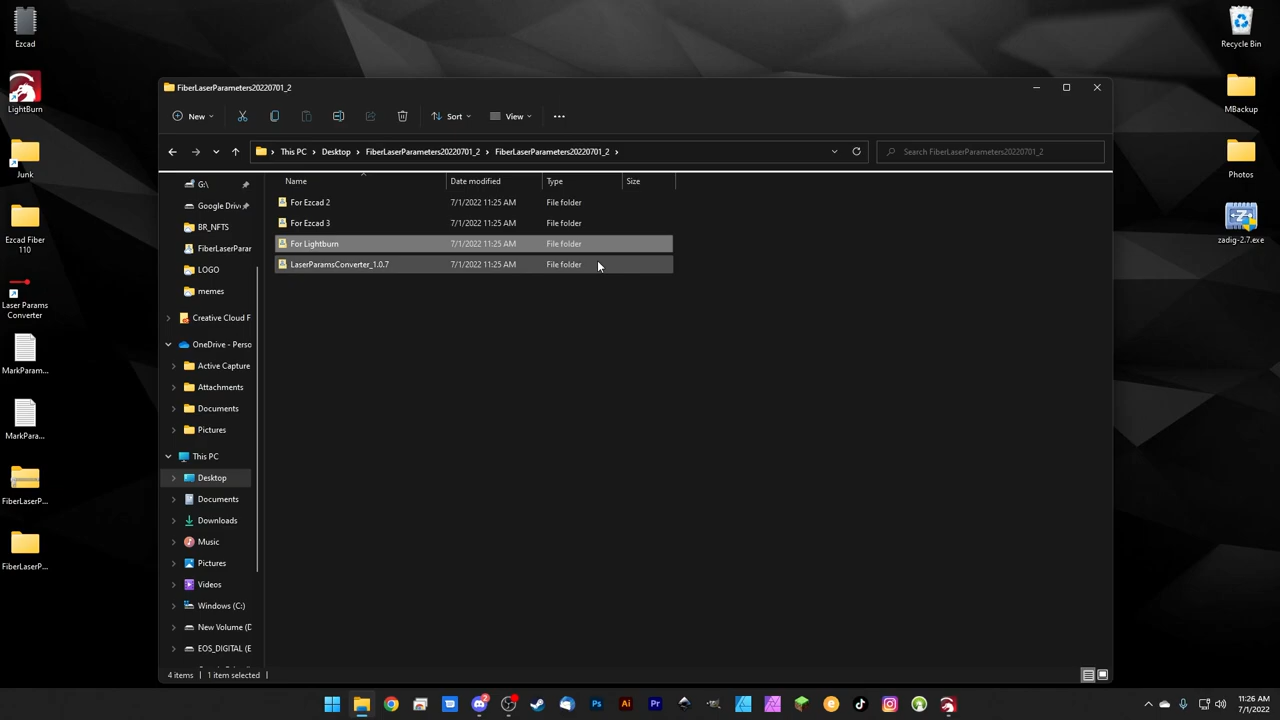 Ezcad
LightBurn
Junk
Ezcad Fiber
110
Laser Params
Converter
MarkParam...
MarkPara...
FiberLaserP...
FiberLaserP...
FiberLaserParameters20220701_2
New
Sort
View
This PC
Desktop
FiberLaserParameters20220701_2
FiberLaserParameters20220701_2
Search FiberLaserParameters20220701_2
Name
Date modified
Type
Size
For Ezcad 2 7/1/2022 11:25 AM File folder
For Ezcad 3 7/1/2022 11:25 AM File folder
For Lightburn 7/1/2022 11:25 AM File folder
LaserParamsConverter_1.0.7 7/1/2022 11:25 AM File folder
G:\
Google Driv
BR_NFTS
FiberLaserParar
LOGO
memes
Creative Cloud F
OneDrive - Perso
Active Capture
Attachments
Documents
Pictures
This PC
Desktop
Documents
Downloads
Music
Pictures
Videos
Windows (C:)
New Volume (D
EOS_DIGITAL (E
4 items
1 item selected
Recycle Bin
MBackup
Photos
zadig-2.7.exe
2
Ps
Ai
Pr
11:26 AM
7/1/2022